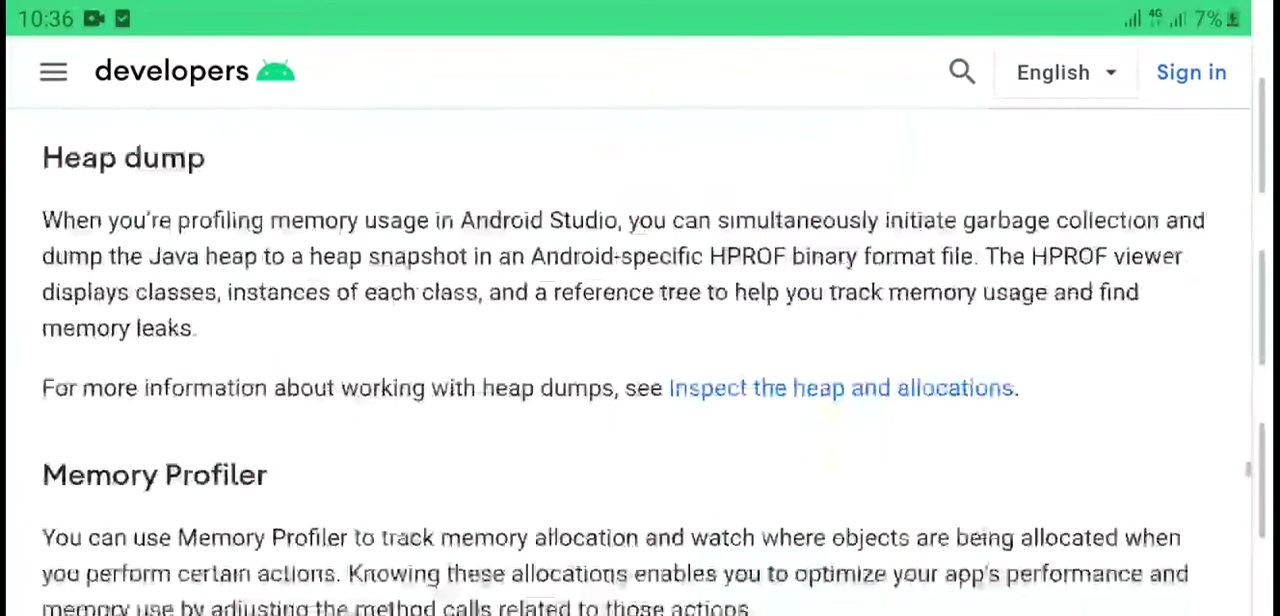 10:36 4G 7%
developers English Sign in
Heap dump
When you're profiling memory usage in Android Studio, you can simultaneously initiate garbage collection and
dump the Java heap to a heap snapshot in an Android-specific HPROF binary format file. The HPROF viewer
displays classes, instances of each class, and a reference tree to help you track memory usage and find
memory leaks.
For more information about working with heap dumps, see Inspect the heap and allocations.
Memory Profiler
You can use Memory Profiler to track memory allocation and watch where objects are being allocated when
you perform certain actions. Knowing these allocations enables you to optimize your app's performance and
memory use by adjusting the method calls related to those actions.